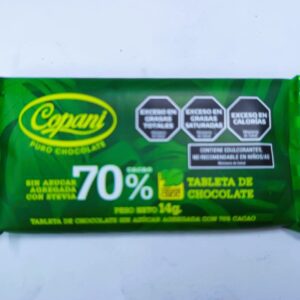 Copani
PURO CHOCOLATE
EXCESO EN
GRASAS
TOTALES
EXCESO EN
GRASAS
SATURADAS
EXCESO EN
CALORÍAS
CONTIENE EDULCORANTES,
NO RECOMENDABLE EN NIÑOS/AS
SIN AZUCAR
AGREGADA
CON STEVIA
CACAO
70%
TABLETA DE
CHOCOLATE
PESO NETO 14g.
TABLETA DE CHOCOLATE SIN AZÚCAR AGREGADA CON 70% CACAO